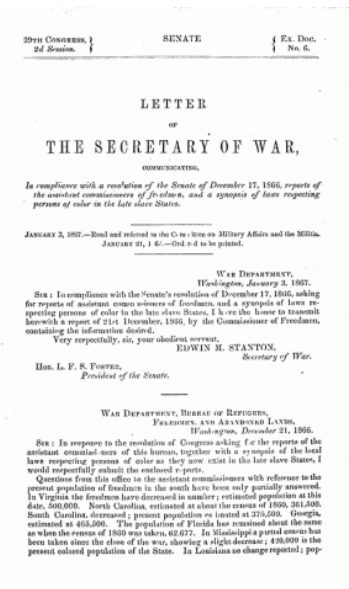 39TH CONGRESS,
2d Session.
SENATE
EX. DOC.
No. 6.
LETTER
OF
THE SECRETARY OF WAR,
COMMUNICATING,
In compliance with a resolution of the Senate of December 17, 1866, reports of
the assistant commissioners of freedmen, and a synopsis of laws respecting
persons of color in the late slave States.
JANUARY 3, 1867.—Read and referred to the Committee on Military Affairs and the Militia.
JANUARY 21, 1867.—Ordered to be printed.
WAR DEPARTMENT,
Washington, January 3, 1867.
SIR: In compliance with the Senate's resolution of December 17, 1866, asking
for reports of assistant commissioners of freedmen, and a synopsis of laws re-
specting persons of color in the late slave States, I have the honor to transmit
herewith a report of 21st December, 1866, by the Commissioner of Freedmen,
containing the information desired.
Very respectfully, sir, your obedient servant,
EDWIN M. STANTON,
Secretary of War.
Hon. L. F. S. FOSTER,
President of the Senate.
WAR DEPARTMENT, BUREAU OF REFUGEES,
FREEDMEN, AND ABANDONED LANDS,
Washington, December 21, 1866.
SIR: In response to the resolution of Congress asking for the reports of the
assistant commissioners of this bureau, together with a synopsis of the local
laws respecting persons of color as they now exist in the late slave States, I
would respectfully submit the enclosed reports.
Questions from this office to the assistant commissioners with reference to the
present population of freedmen in the south have been only partially answered.
In Virginia the freedmen have decreased in number; estimated population at this
date, 500,000. North Carolina, estimated at about the census of 1860, 361,500.
South Carolina, decreased; present population estimated at 375,500. Georgia,
estimated at 465,500. The population of Florida has remained about the same
as when the census of 1860 was taken, 62,677. In Mississippi a partial census has
been taken since the close of the war, showing a slight decrease; 420,000 is the
present colored population of the State. In Louisiana no change reported; pop-